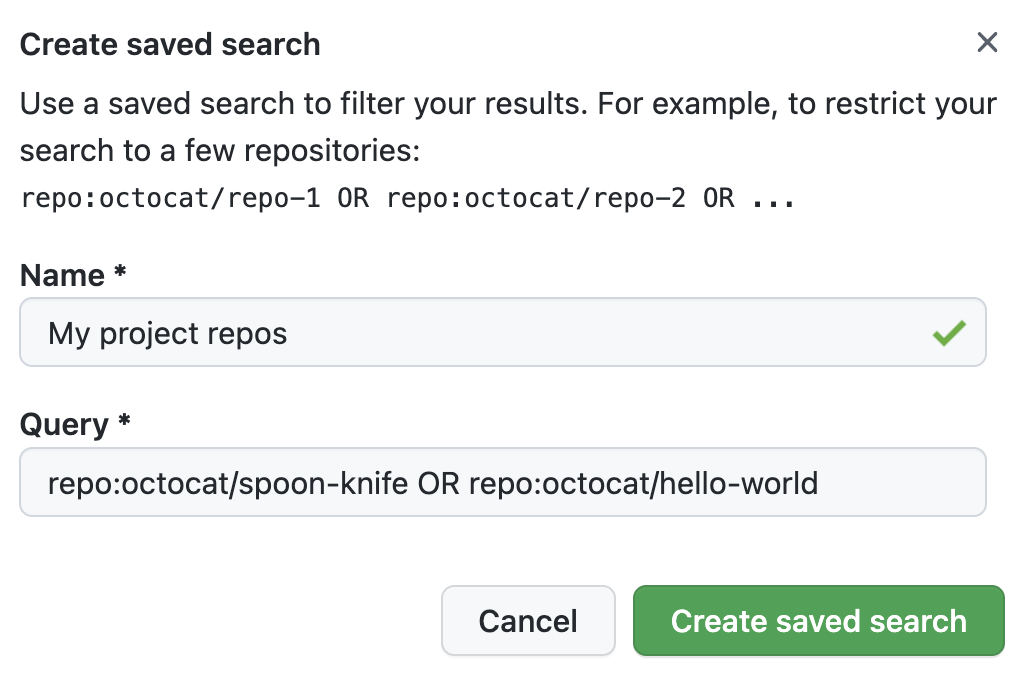 Create saved search
Use a saved search to filter your results. For example, to restrict your
search to a few repositories:
repo:octocat/repo-1 OR repo:octocat/repo-2 OR ...
Name *
My project repos
Query *
repo:octocat/spoon-knife OR repo:octocat/hello-world
Cancel
Create saved search